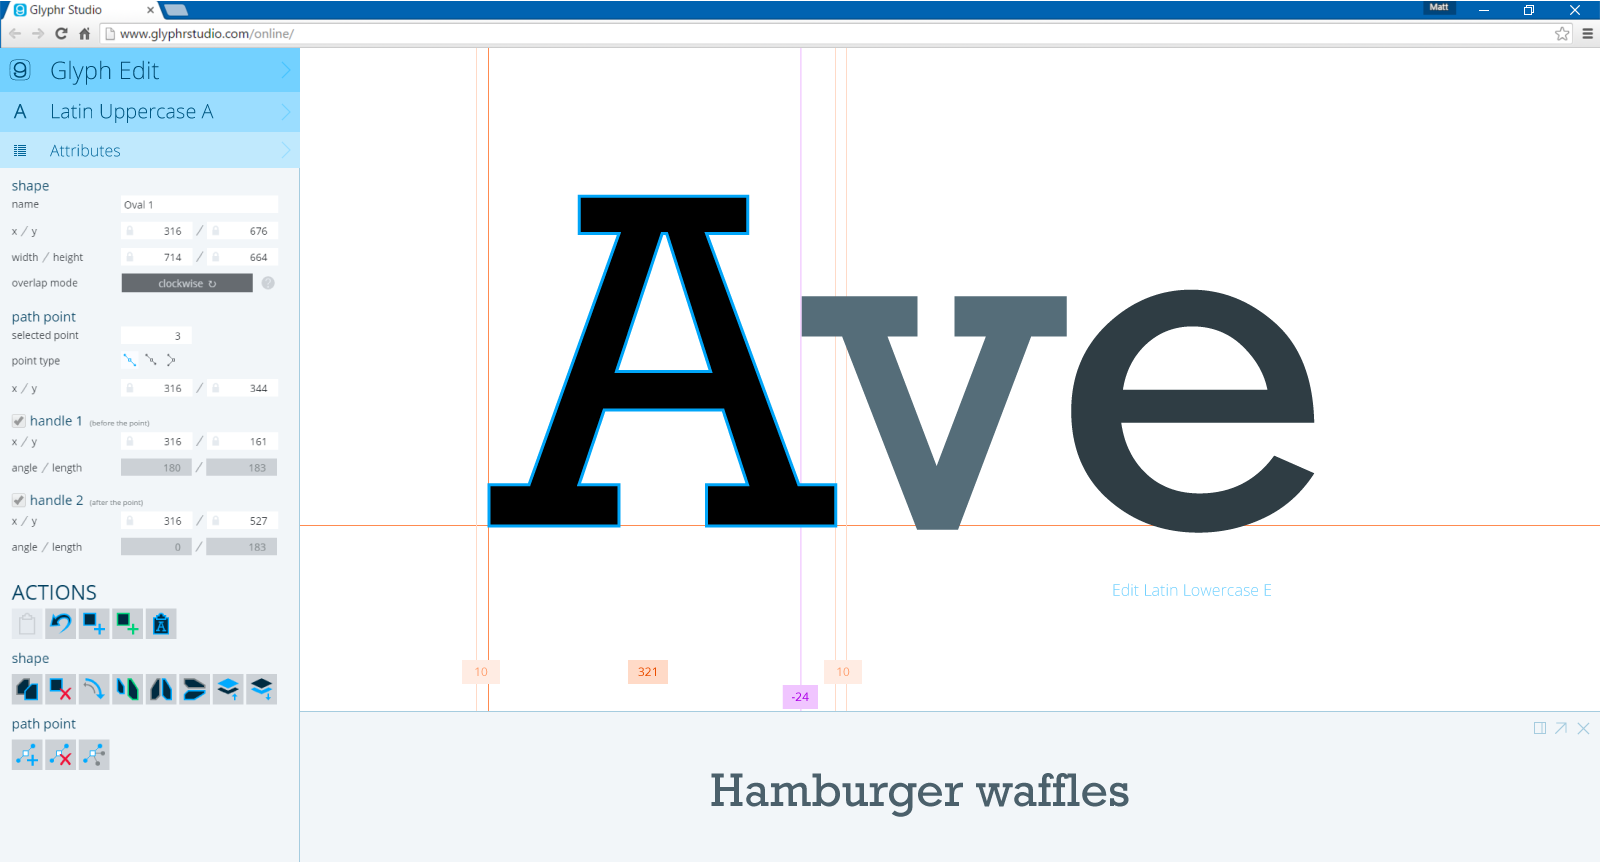 Glyphr Studio
Matt
www.glyphrstudio.com/online/
Glyph Edit
A Latin Uppercase A
Attributes
shape
name Oval 1
x / y 316 / 676
width / height 714 / 664
overlap mode clockwise ↻ ?
path point
selected point 3
point type
x / y 316 / 344
handle 1 (before the point)
x / y 316 / 161
angle / length 180 / 183
handle 2 (after the point)
x / y 316 / 527
angle / length 0 / 183
ACTIONS
shape
path point
Ave
Edit Latin Lowercase E
10 321 10
-24
Hamburger waffles